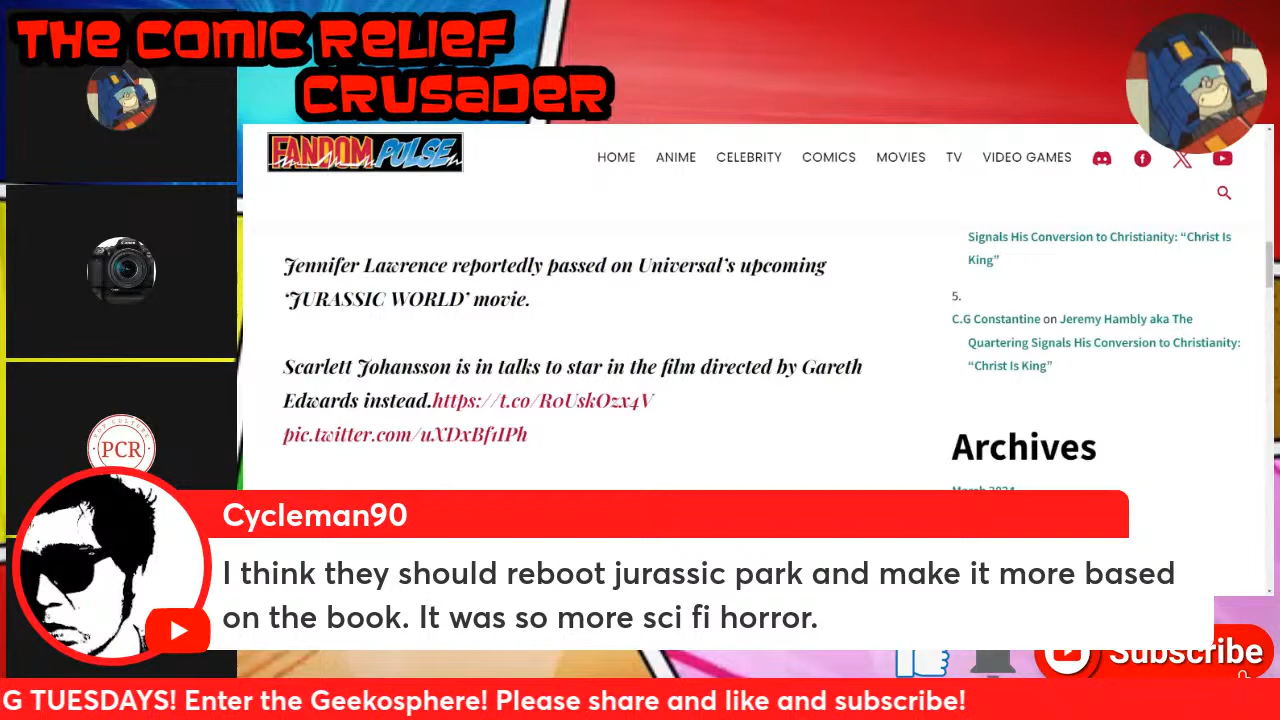 THE COMIC RELIEF
CRUSADER
FANDOM PULSE
HOME ANIME CELEBRITY COMICS MOVIES TV VIDEO GAMES
Jennifer Lawrence reportedly passed on Universal’s upcoming
‘JURASSIC WORLD’ movie.
Scarlett Johansson is in talks to star in the film directed by Gareth
Edwards instead.https://t.co/R0UskOzx4V
pic.twitter.com/uXDxBf1IPh
Signals His Conversion to Christianity: “Christ Is
King”
5.
C.G Constantine on Jeremy Hambly aka The
Quartering Signals His Conversion to Christianity:
“Christ Is King”
Archives
March 2024
POP CULTURE
PCR
Cycleman90
I think they should reboot jurassic park and make it more based
on the book. It was so more sci fi horror.
Subscribe
G TUESDAYS! Enter the Geekosphere! Please share and like and subscribe!